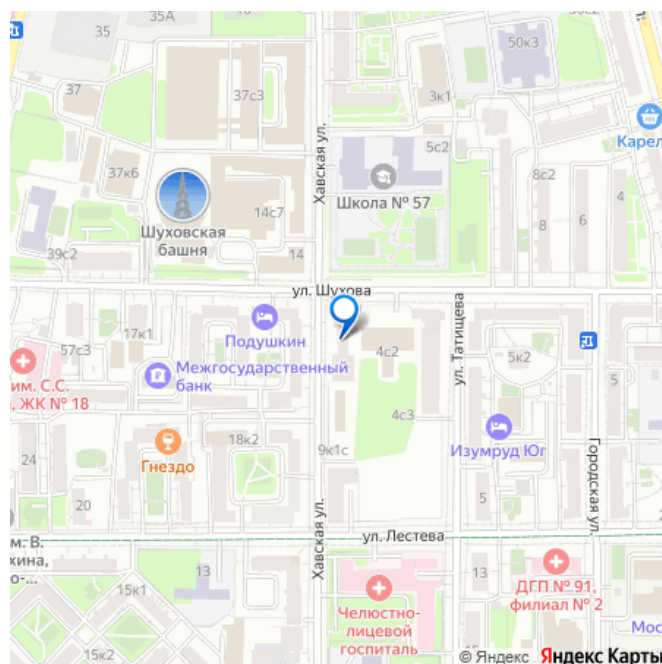 35
35А
50к3
37
37с3
3к1
Карел
5с2
Хавская ул.
37к6
8с2
Школа № 57
14с7
4
Шуховская
башня
8
6
39с2
14
ул. Шухова
17к1
Подушкин
ул. Татищева
57с3
4с2
5к2
Межгосударственный
банк
5
им. С.С.
, ЖК № 18
4с3
18к2
Гнездо
9к1с
Изумруд Юг
24
20
5
Городская ул.
Хавская ул.
ул. Лестева
м. В.
хина,
о-...
13
15к1
13
ДГП № 91,
филиал № 2
Челюстно-
лицевой
госпиталь
Мос
15к2
15
© Яндекс Яндекс Карты